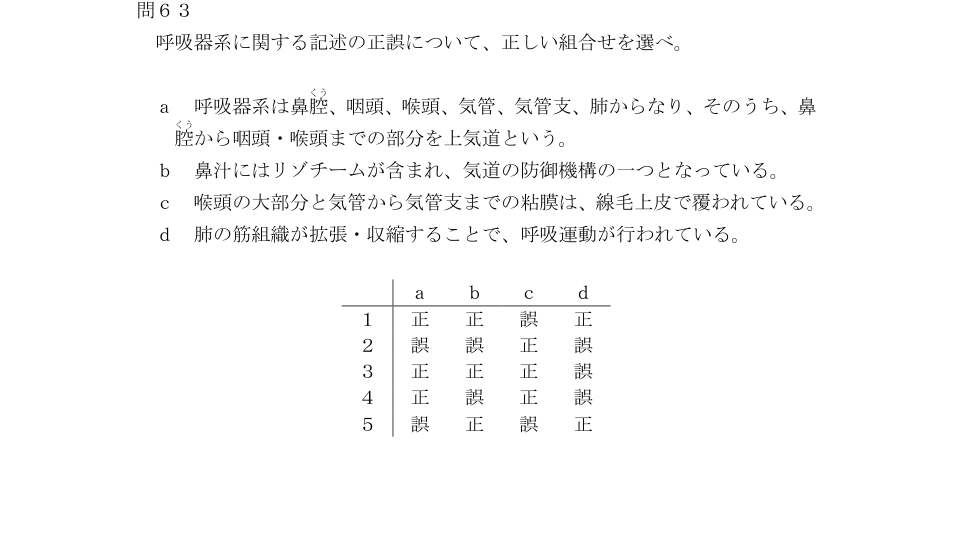 問６３
呼吸器系に関する記述の正誤について、正しい組合せを選べ。
ａ　呼吸器系は鼻腔くう、咽頭、喉頭、気管、気管支、肺からなり、そのうち、鼻
腔くうから咽頭・喉頭までの部分を上気道という。
ｂ　鼻汁にはリゾチームが含まれ、気道の防御機構の一つとなっている。
ｃ　喉頭の大部分と気管から気管支までの粘膜は、線毛上皮で覆われている。
ｄ　肺の筋組織が拡張・収縮することで、呼吸運動が行われている。
ａ　ｂ　ｃ　ｄ
１　正　正　誤　正
２　誤　誤　正　誤
３　正　正　正　誤
４　正　誤　正　誤
５　誤　正　誤　正